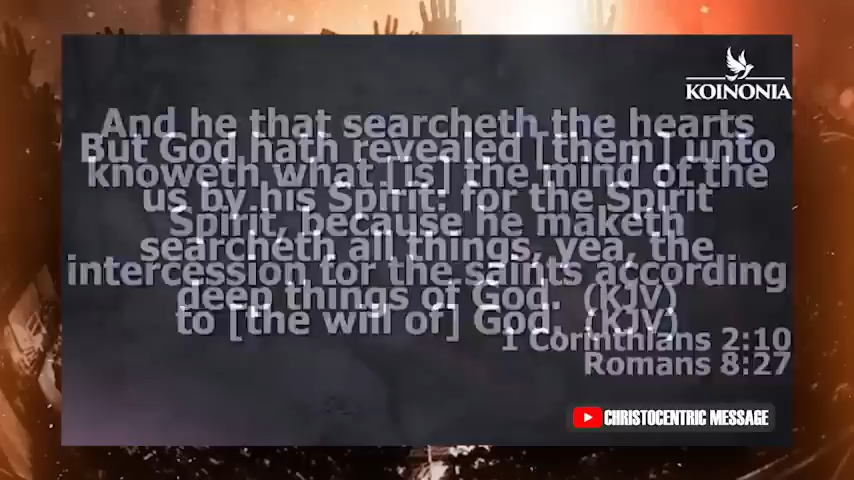 KOINONIA
And he that searcheth the hearts
But God hath revealed [them] unto
knoweth what [is] the mind of the
us by his Spirit: for the Spirit
Spirit, because he maketh
searcheth all things, yea, the
intercession for the saints according
deep things of God. (KJV)
to [the will of] God. (KJV)
1 Corinthians 2:10
Romans 8:27
CHRISTOCENTRIC MESSAGE